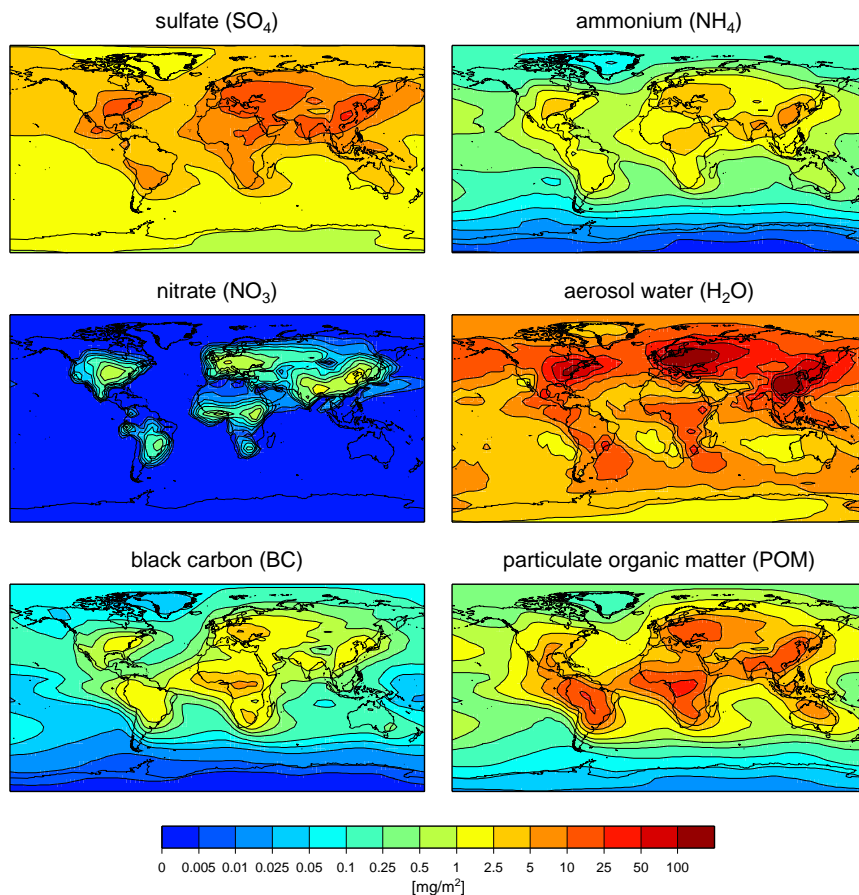 sulfate (SO₄) ammonium (NH₄)
nitrate (NO₃) aerosol water (H₂O)
black carbon (BC) particulate organic matter (POM)
0 0.005 0.01 0.025 0.05 0.1 0.25 0.5 1 2.5 5 10 25 50 100
[mg/m²]